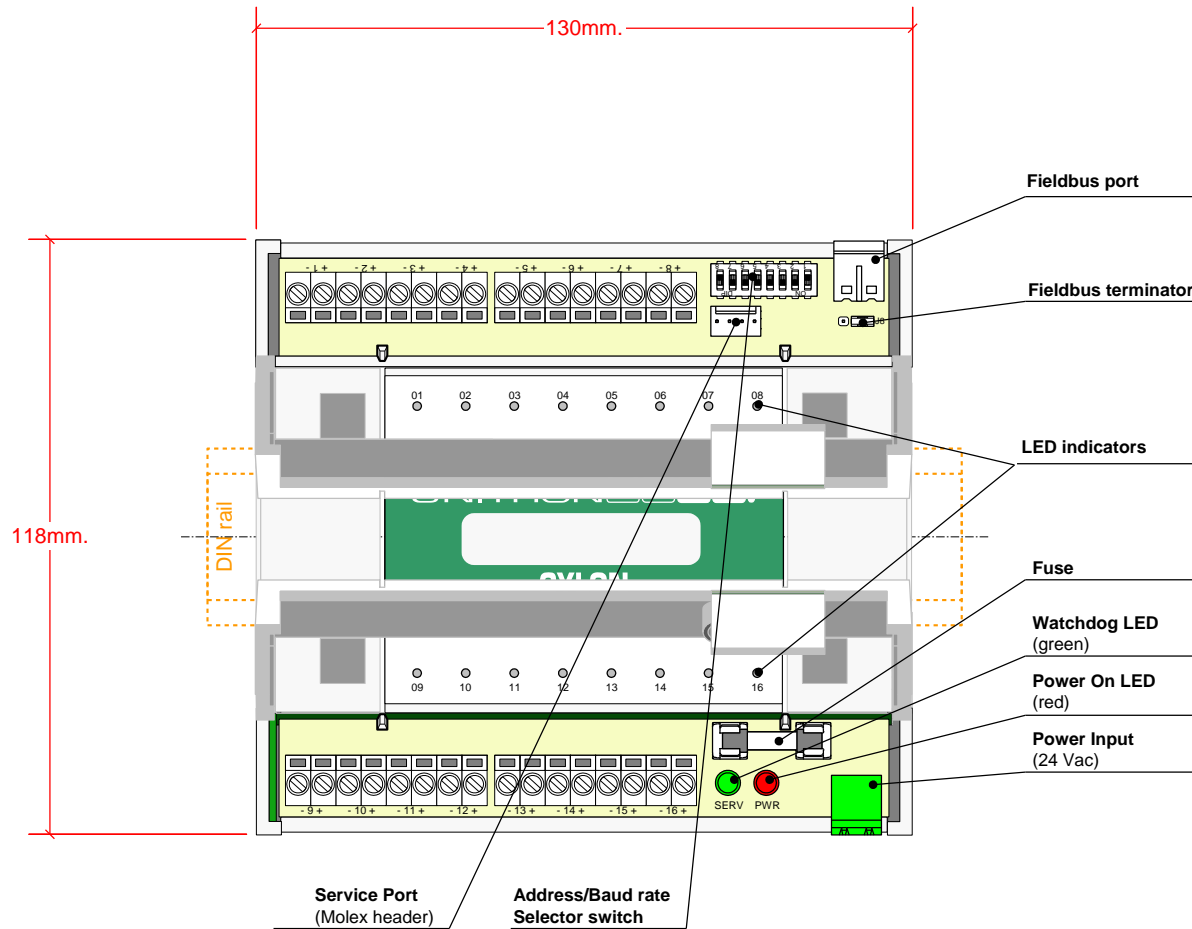 130mm.
Fieldbus port
- 1 + - 2 + - 3 + - 4 + - 5 + - 6 + - 7 + - 8 +
DIP ON
Fieldbus terminator
J8
01 02 03 04 05 06 07 08
LED indicators
118mm.
DIN rail
Fuse
Watchdog LED
(green)
09 10 11 12 13 14 15 16
Power On LED
(red)
Power Input
(24 Vac)
SERV PWR
- 9 + - 10 + - 11 + - 12 + - 13 + - 14 + - 15 + - 16 +
Service Port
(Molex header)
Address/Baud rate
Selector switch